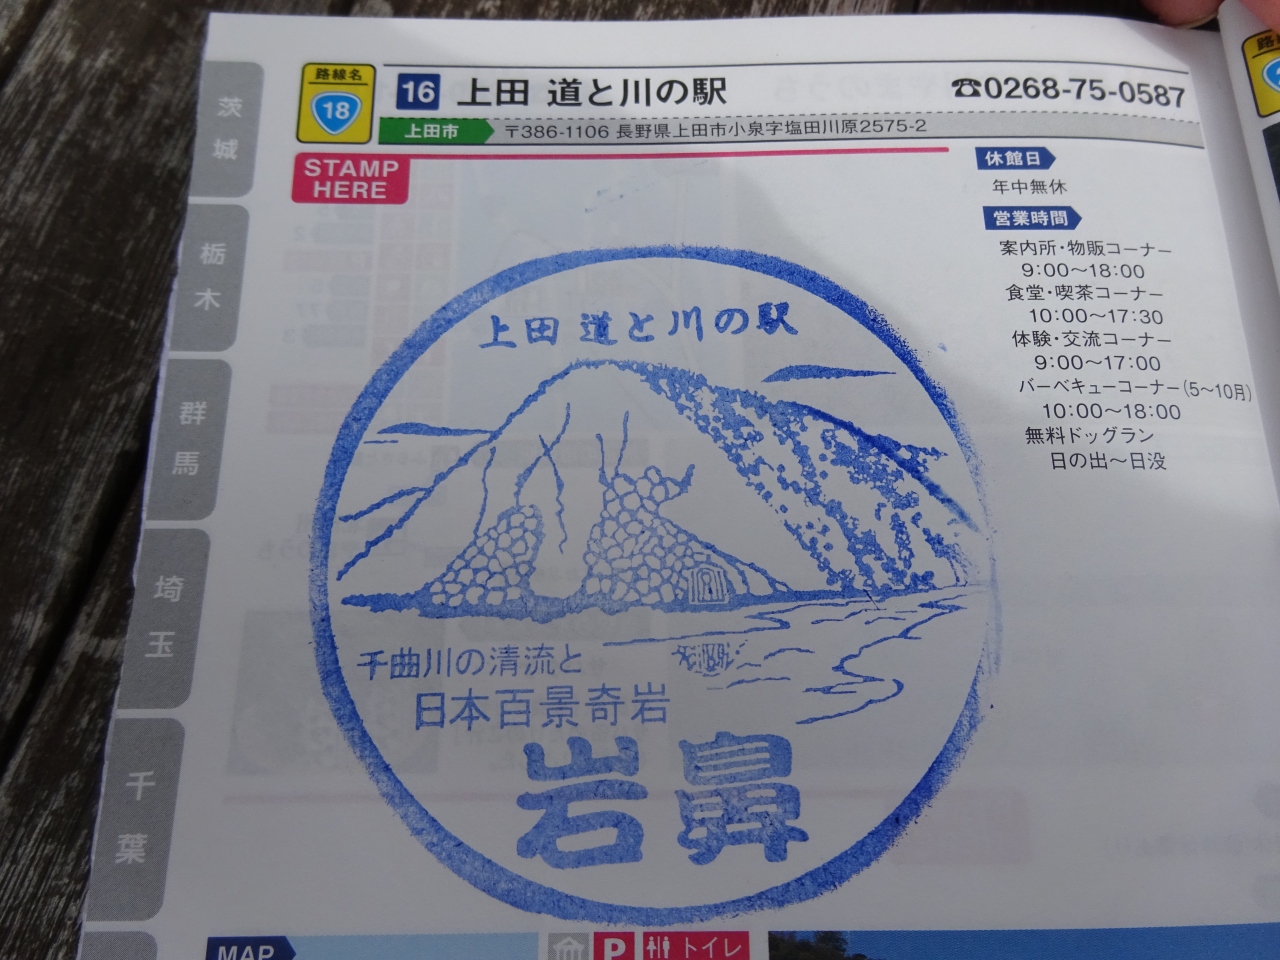 路線名
18
16 上田 道と川の駅
☎0268-75-0587
上田市
〒386-1106 長野県上田市小泉字塩田川原2575-2
STAMP
HERE
休館日
年中無休
営業時間
案内所・物販コーナー
9:00〜18:00
食堂・喫茶コーナー
10:00〜17:30
体験・交流コーナー
9:00〜17:00
バーベキューコーナー(5〜10月)
10:00〜18:00
無料ドッグラン
日の出〜日没
上田 道と川の駅
千曲川の清流と
日本百景奇岩
岩鼻
茨城
栃木
群馬
埼玉
千葉
MAP
P
トイレ